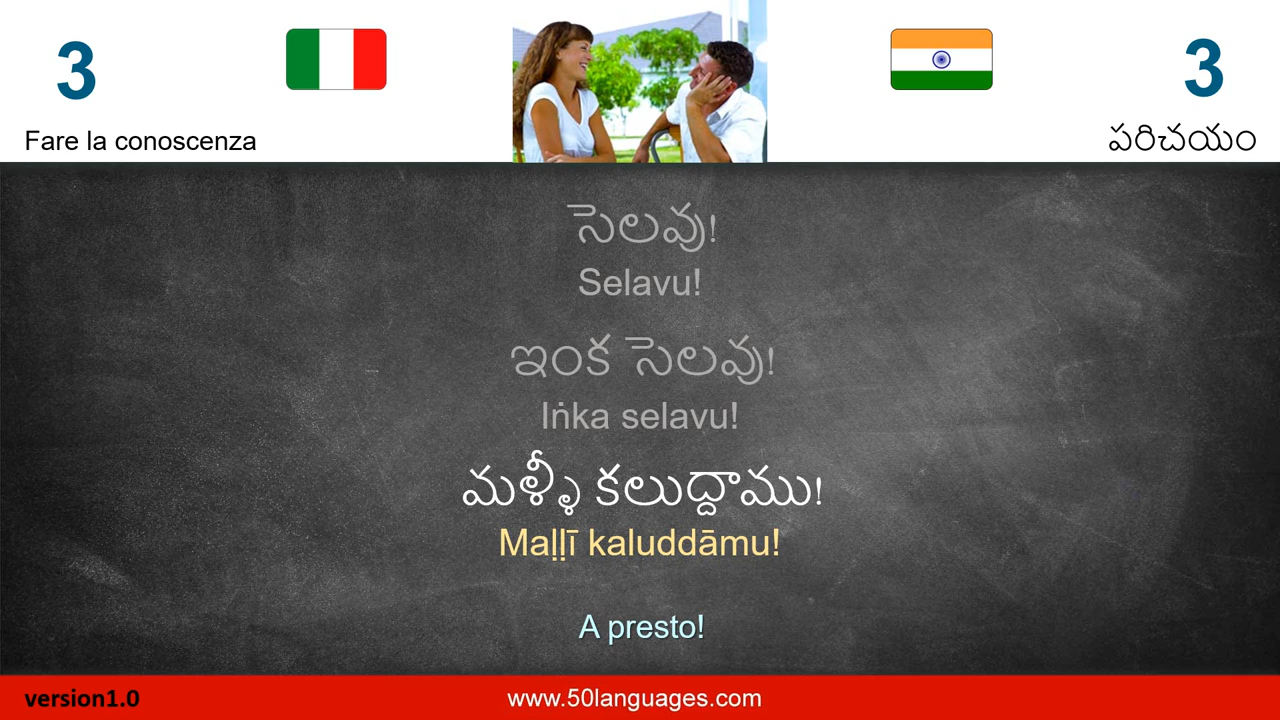 3
3
Fare la conoscenza
పరిచయం
సెలవు!
Selavu!
ఇంక సెలవు!
Iṅka selavu!
మళ్ళీ కలుద్దాము!
Maḷḷī kaluddāmu!
A presto!
version1.0
www.50languages.com